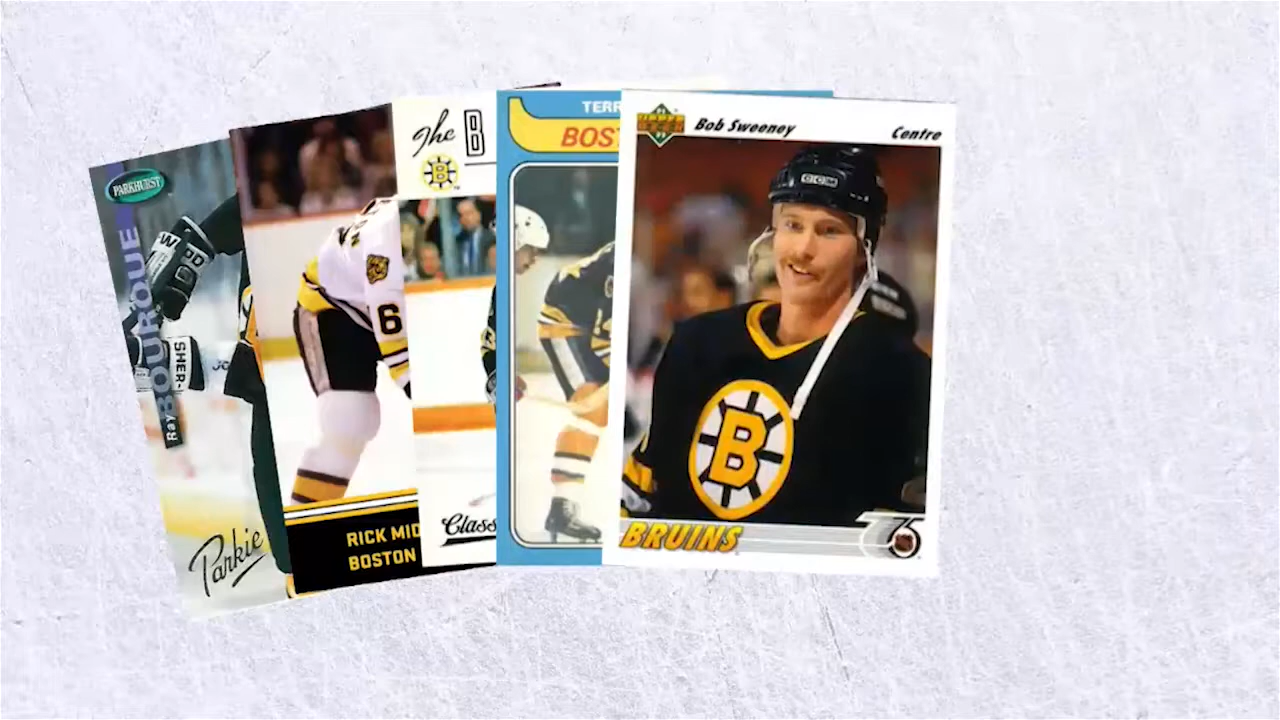 PARKHURST
Ray BOURQUE
SHER-
Parkie
6
RICK MID
BOSTON
The B
B
Class
TERR
BOST
UPPER DECK
Bob Sweeney
Centre
CCM
B
BRUINS
75